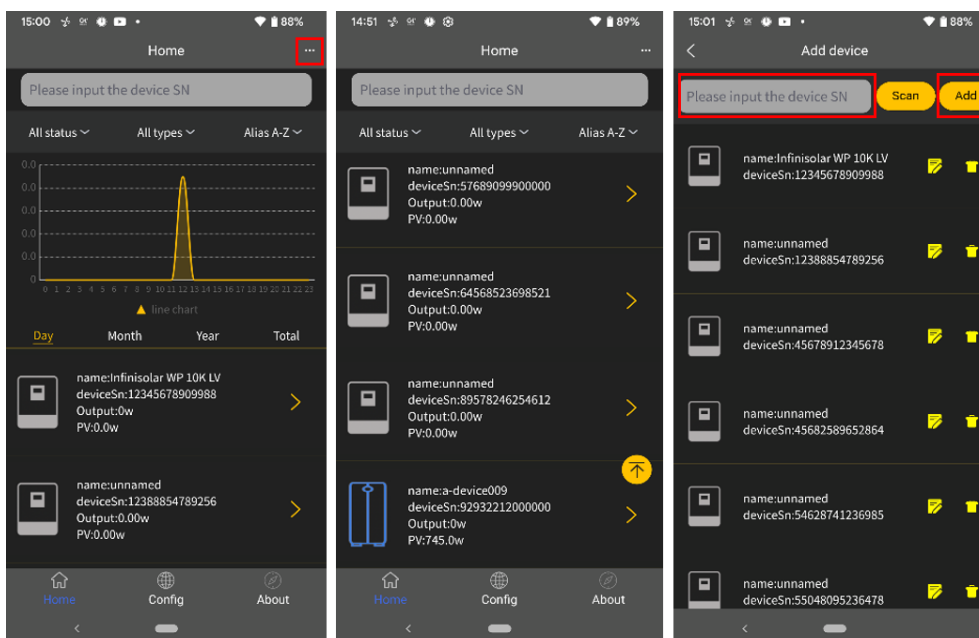 15:00
88%
Home
...
Please input the device SN
All status
All types
Alias A-Z
0.0
0.0
0.0
0.0
0.0
0
0 1 2 3 4 5 6 7 8 9 10 11 12 13 14 15 16 17 18 19 20 21 22 23
line chart
Day
Month
Year
Total
name:Infinisolar WP 10K LV
deviceSn:12345678909988
Output:0w
PV:0.0w
name:unnamed
deviceSn:12388854789256
Output:0.00w
PV:0.00w
Home
Config
About
14:51
89%
Home
...
Please input the device SN
All status
All types
Alias A-Z
name:unnamed
deviceSn:57689099900000
Output:0.00w
PV:0.00w
name:unnamed
deviceSn:64568523698521
Output:0.00w
PV:0.00w
name:unnamed
deviceSn:89578246254612
Output:0.00w
PV:0.00w
name:a-device009
deviceSn:92932212000000
Output:0w
PV:745.0w
Home
Config
About
15:01
88%
Add device
Please input the device SN
Scan
Add
name:Infinisolar WP 10K LV
deviceSn:12345678909988
name:unnamed
deviceSn:12388854789256
name:unnamed
deviceSn:45678912345678
name:unnamed
deviceSn:45682589652864
name:unnamed
deviceSn:54628741236985
name:unnamed
deviceSn:55048095236478